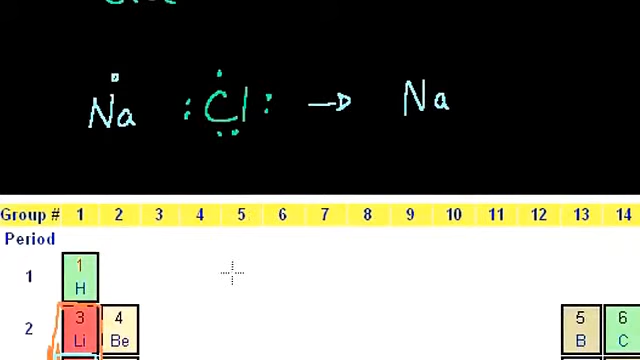 Na :Cl: → Na
Group # 1 2 3 4 5 6 7 8 9 10 11 12 13 14
Period
1 1 H
2 3 Li 4 Be 5 B 6 C